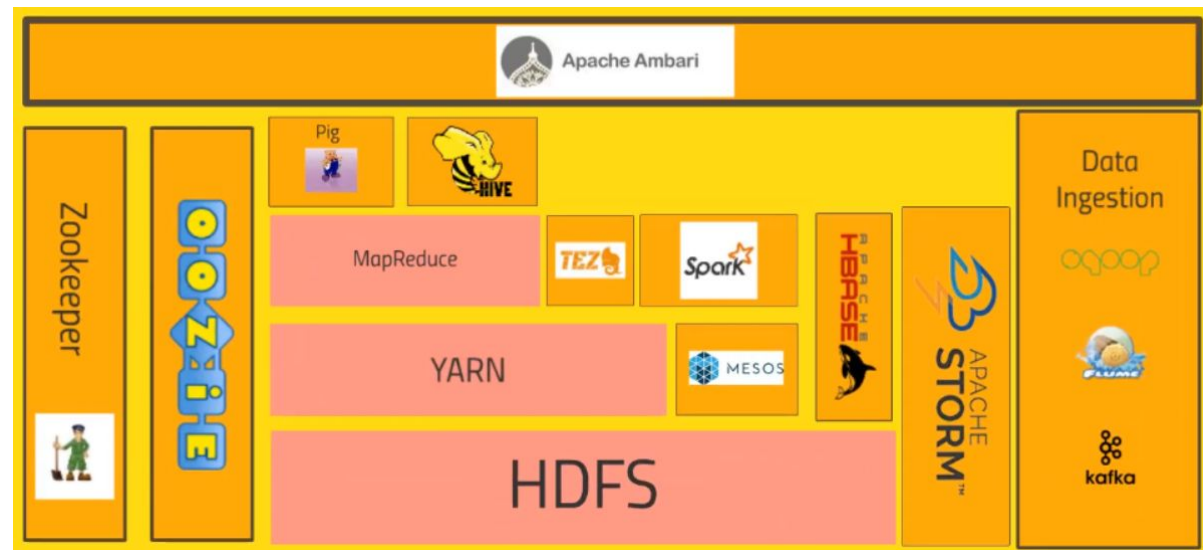 Apache Ambari
Zookeeper
OOZiE
Pig
HIVE
MapReduce
TEZ
Spark
APACHE
HBASE
YARN
MESOS
HDFS
APACHE
STORM™
Data
Ingestion
sqoop
FLUME
kafka